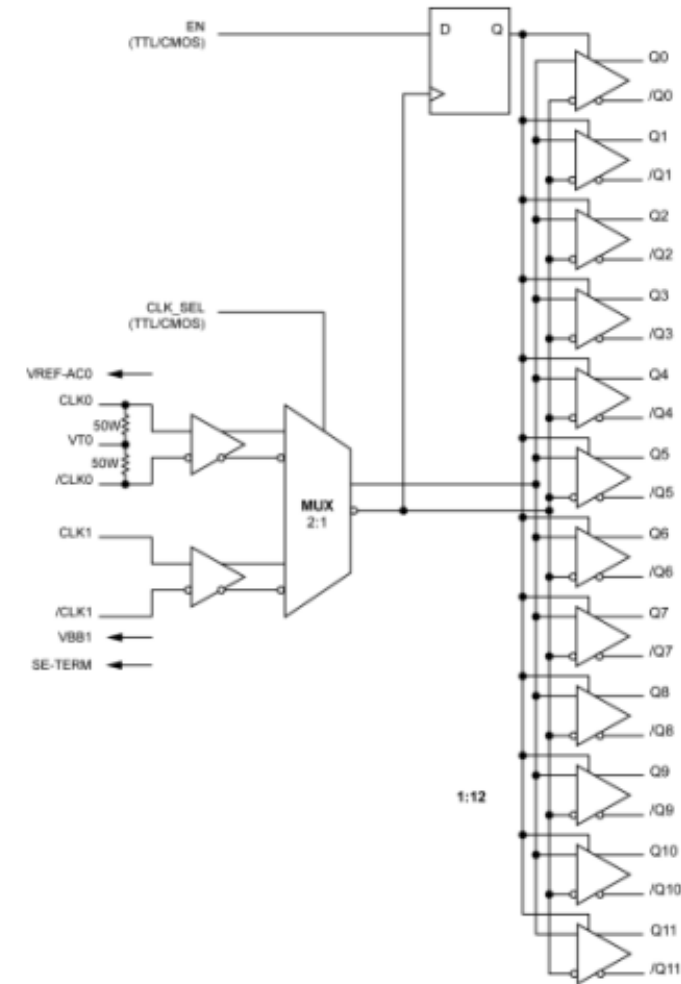 EN
(TTL/CMOS)
D Q
Q0
/Q0
Q1
/Q1
Q2
/Q2
CLK_SEL
(TTL/CMOS)
Q3
/Q3
VREF-AC0
Q4
CLK0
/Q4
50W
VT0
Q5
50W
/CLK0
/Q5
MUX
2:1
CLK1
Q6
/Q6
/CLK1
Q7
VBB1
/Q7
SE-TERM
Q8
/Q8
Q9
1:12
/Q9
Q10
/Q10
Q11
/Q11